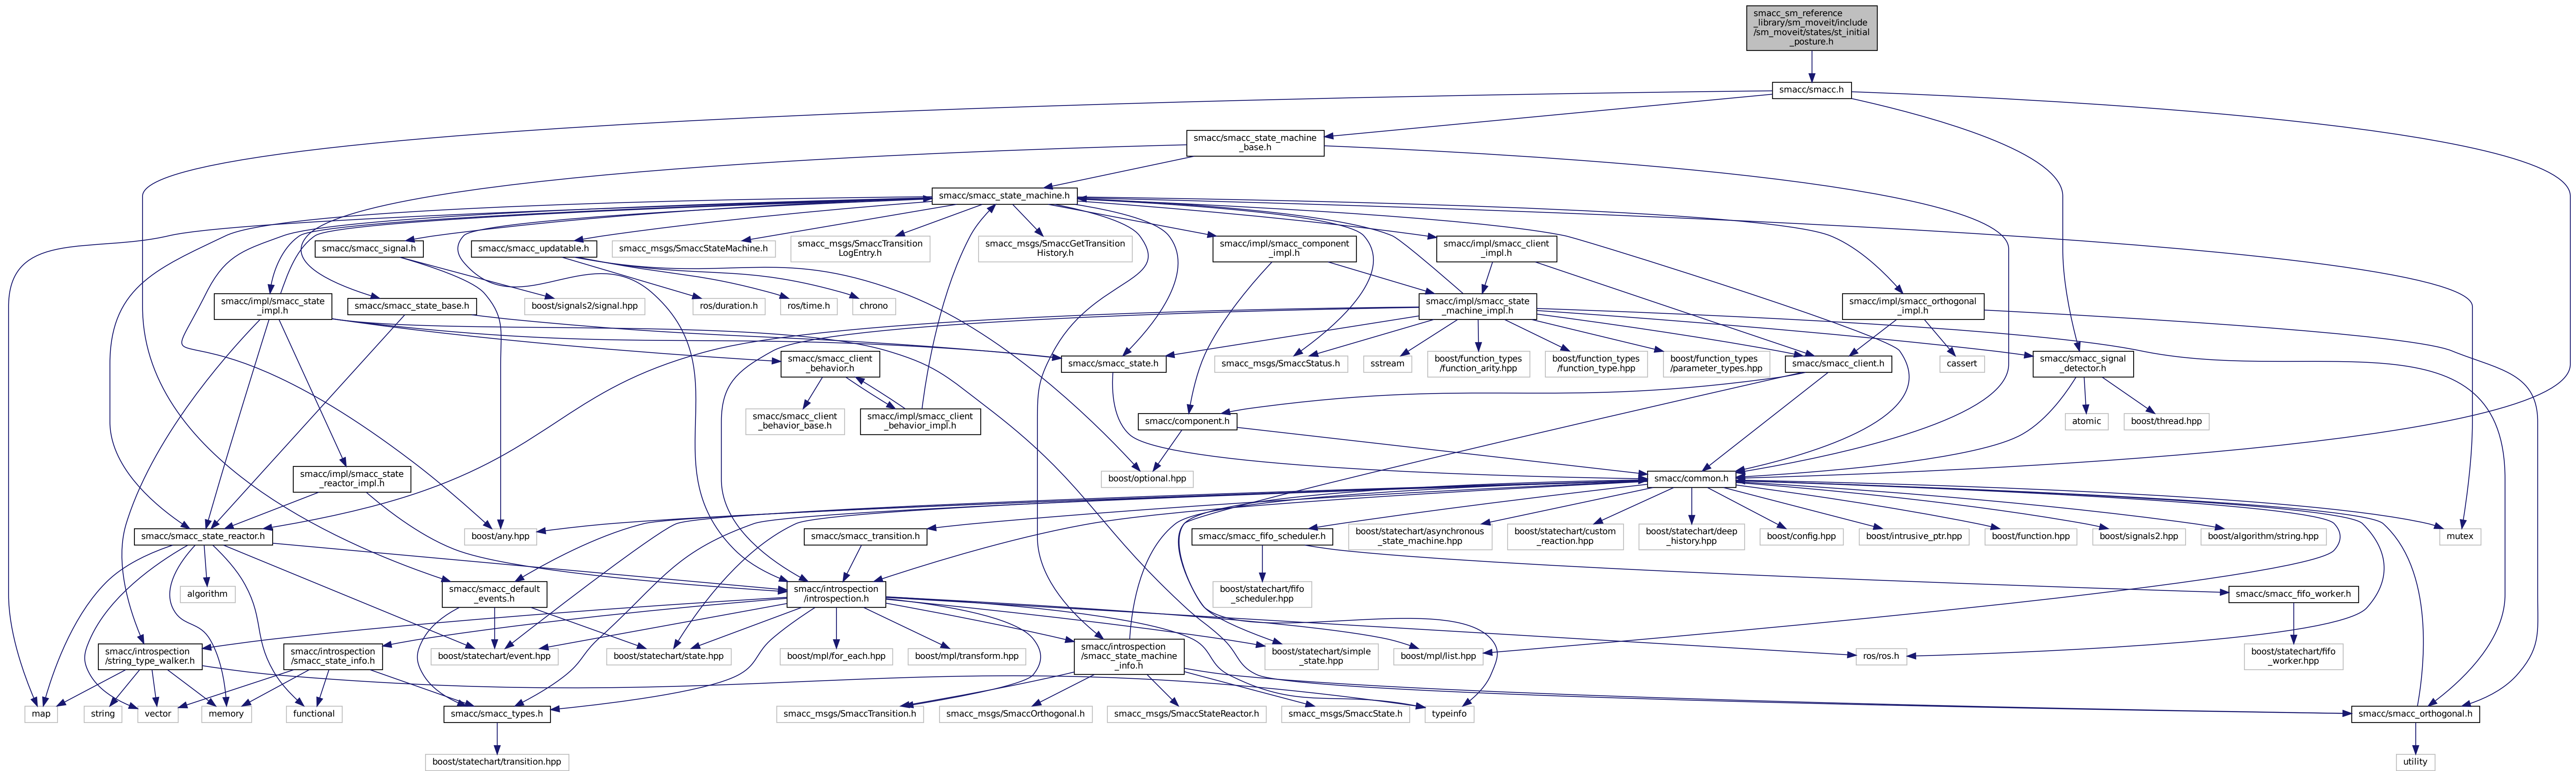 smacc_sm_reference
_library/sm_moveit/include
/sm_moveit/states/st_initial
_posture.h
smacc/smacc.h
smacc/smacc_state_machine
_base.h
smacc/smacc_state_machine.h
smacc/smacc_signal.h
smacc/smacc_updatable.h
smacc_msgs/SmaccStateMachine.h
smacc_msgs/SmaccTransition
LogEntry.h
smacc_msgs/SmaccGetTransition
History.h
smacc/impl/smacc_component
_impl.h
smacc/impl/smacc_client
_impl.h
smacc/impl/smacc_state
_impl.h
smacc/smacc_state_base.h
boost/signals2/signal.hpp
ros/duration.h
ros/time.h
chrono
smacc/impl/smacc_state
_machine_impl.h
smacc/impl/smacc_orthogonal
_impl.h
smacc/smacc_client
_behavior.h
smacc/smacc_state.h
smacc_msgs/SmaccStatus.h
sstream
boost/function_types
/function_arity.hpp
boost/function_types
/function_type.hpp
boost/function_types
/parameter_types.hpp
smacc/smacc_client.h
cassert
smacc/smacc_signal
_detector.h
smacc/smacc_client
_behavior_base.h
smacc/impl/smacc_client
_behavior_impl.h
smacc/component.h
atomic
boost/thread.hpp
smacc/impl/smacc_state
_reactor_impl.h
boost/optional.hpp
smacc/common.h
smacc/smacc_state_reactor.h
boost/any.hpp
smacc/smacc_transition.h
smacc/smacc_fifo_scheduler.h
boost/statechart/asynchronous
_state_machine.hpp
boost/statechart/custom
_reaction.hpp
boost/statechart/deep
_history.hpp
boost/config.hpp
boost/intrusive_ptr.hpp
boost/function.hpp
boost/signals2.hpp
boost/algorithm/string.hpp
mutex
algorithm
smacc/smacc_default
_events.h
smacc/introspection
/introspection.h
boost/statechart/fifo
_scheduler.hpp
smacc/smacc_fifo_worker.h
smacc/introspection
/string_type_walker.h
smacc/introspection
/smacc_state_info.h
boost/statechart/event.hpp
boost/statechart/state.hpp
boost/mpl/for_each.hpp
boost/mpl/transform.hpp
smacc/introspection
/smacc_state_machine
_info.h
boost/statechart/simple
_state.hpp
boost/mpl/list.hpp
ros/ros.h
boost/statechart/fifo
_worker.hpp
map
string
vector
memory
functional
smacc/smacc_types.h
smacc_msgs/SmaccTransition.h
smacc_msgs/SmaccOrthogonal.h
smacc_msgs/SmaccStateReactor.h
smacc_msgs/SmaccState.h
typeinfo
smacc/smacc_orthogonal.h
boost/statechart/transition.hpp
utility